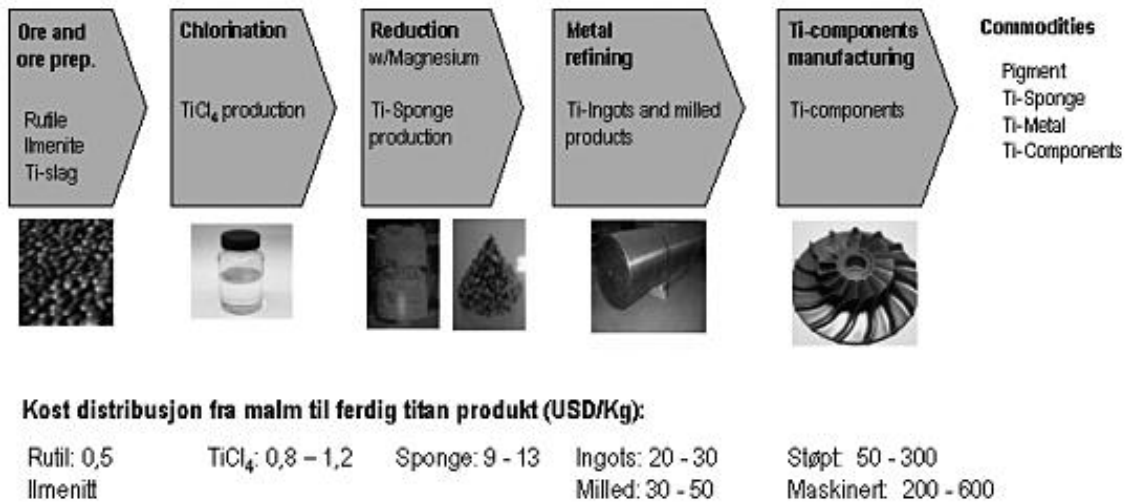 Ore and
ore prep.
Rutile
Ilmenite
Ti-slag
Chlorination
TiCl₄ production
Reduction
w/Magnesium
Ti-Sponge
production
Metal
refining
Ti-Ingots and milled
products
Ti-components
manufacturing
Ti-components
Commodities
Pigment
Ti-Sponge
Ti-Metal
Ti-Components
Kost distribusjon fra malm til ferdig titan produkt (USD/Kg):
Rutil: 0,5 TiCl₄: 0,8 – 1,2 Sponge: 9 - 13 Ingots: 20 - 30 Støpt: 50 - 300
Ilmenitt Milled: 30 - 50 Maskinert: 200 - 600